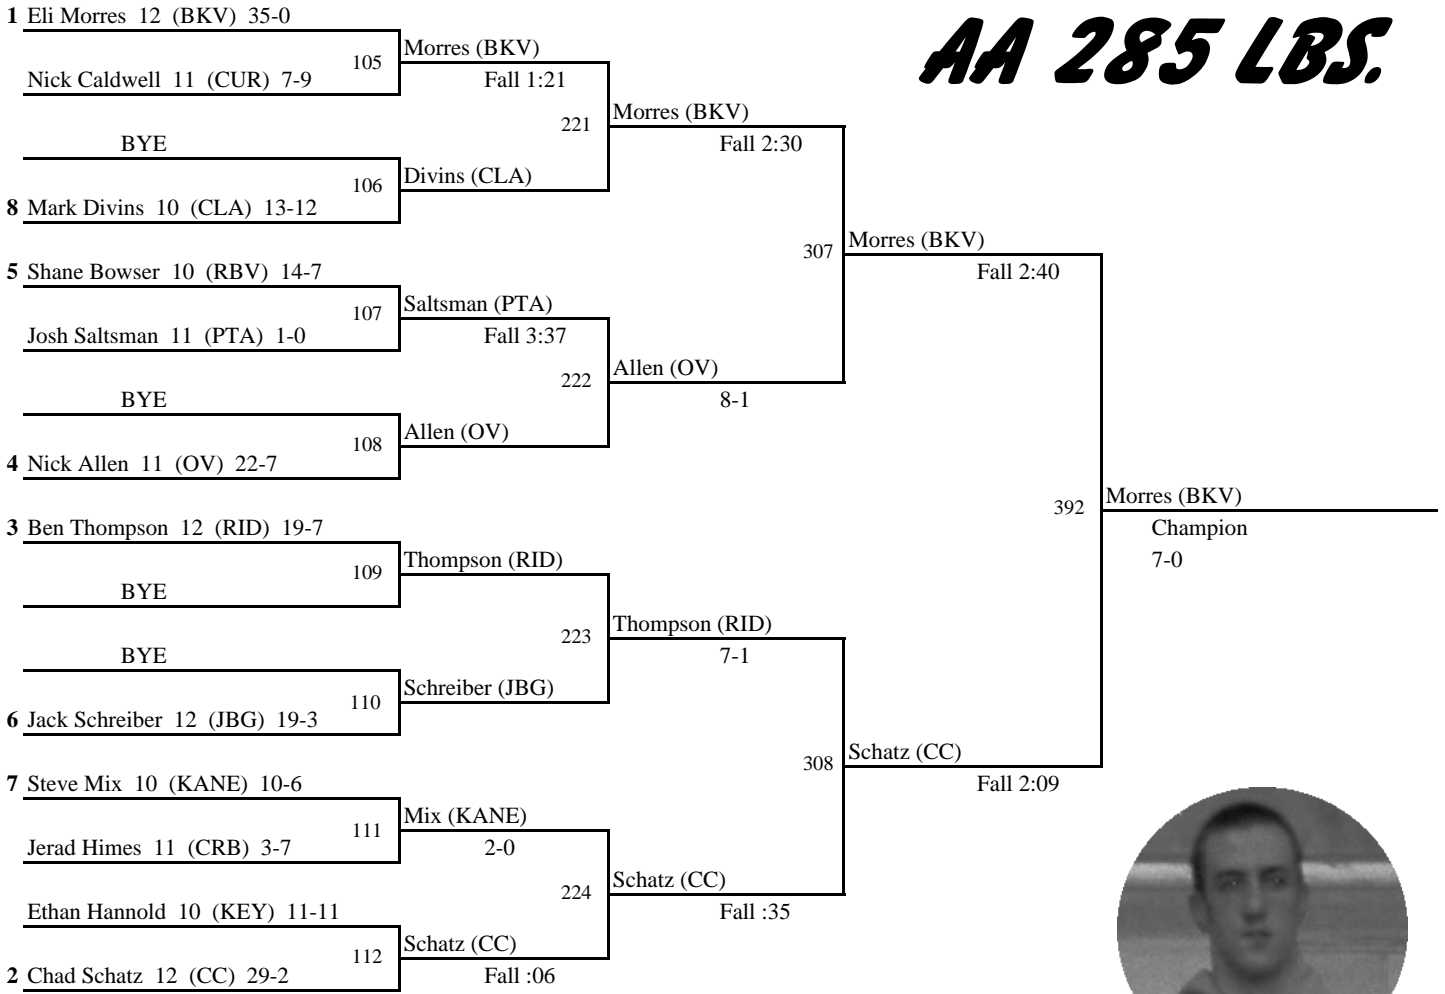 AA 285 LBS.
1 Eli Morres 12 (BKV) 35-0
105
Morres (BKV)
Nick Caldwell 11 (CUR) 7-9
Fall 1:21
221
Morres (BKV)
BYE
Fall 2:30
106
Divins (CLA)
8 Mark Divins 10 (CLA) 13-12
307
Morres (BKV)
5 Shane Bowser 10 (RBV) 14-7
Fall 2:40
107
Saltsman (PTA)
Josh Saltsman 11 (PTA) 1-0
Fall 3:37
222
Allen (OV)
BYE
8-1
108
Allen (OV)
4 Nick Allen 11 (OV) 22-7
392
Morres (BKV)
3 Ben Thompson 12 (RID) 19-7
Champion
7-0
109
Thompson (RID)
BYE
223
Thompson (RID)
BYE
7-1
110
Schreiber (JBG)
6 Jack Schreiber 12 (JBG) 19-3
308
Schatz (CC)
7 Steve Mix 10 (KANE) 10-6
Fall 2:09
111
Mix (KANE)
Jerad Himes 11 (CRB) 3-7
2-0
224
Schatz (CC)
Ethan Hannold 10 (KEY) 11-11
Fall :35
112
Schatz (CC)
2 Chad Schatz 12 (CC) 29-2
Fall :06